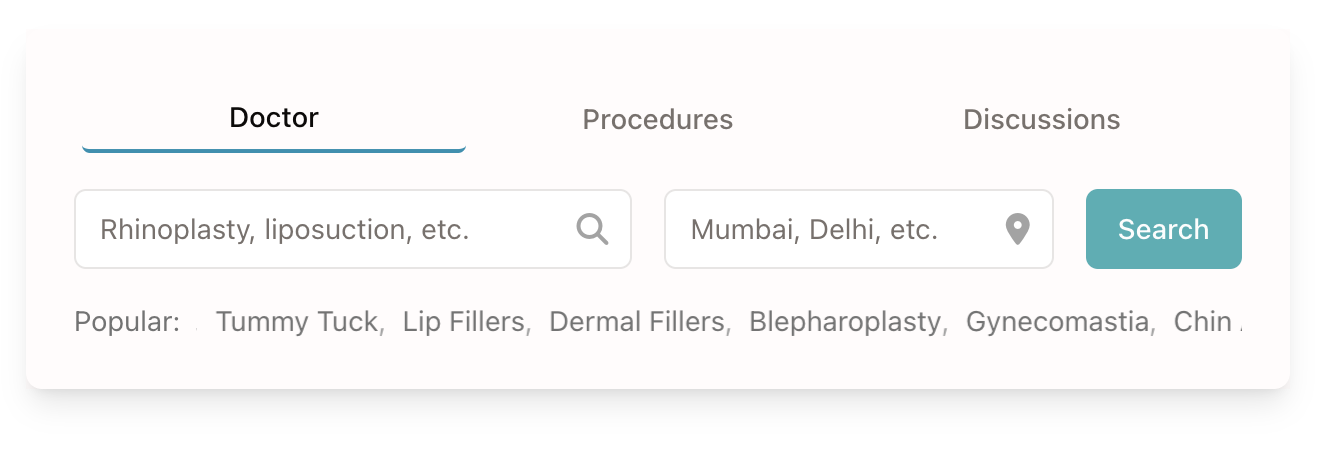 Doctor Procedures Discussions
Rhinoplasty, liposuction, etc. Mumbai, Delhi, etc. Search
Popular: Tummy Tuck, Lip Fillers, Dermal Fillers, Blepharoplasty, Gynecomastia, Chin